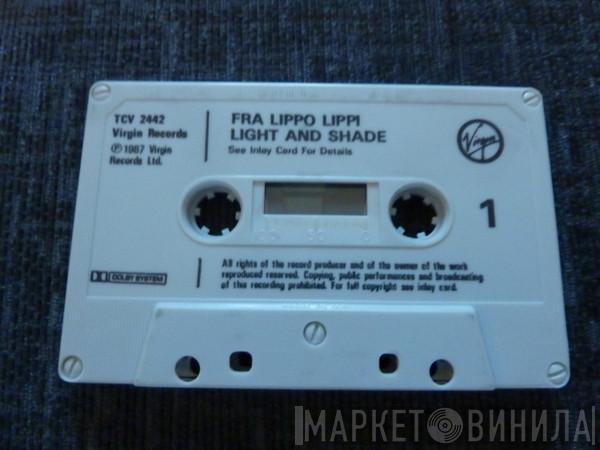 TCV 2442
Virgin Records
℗1987 Virgin
Records Ltd.
FRA LIPPO LIPPI
LIGHT AND SHADE
See Inlay Card For Details
Virgin
1
DOLBY SYSTEM
All rights of the record producer and of the owner of the work
reproduced reserved. Copying, public performances and broadcasting
of this recording prohibited. For full copyright see inlay card.
МАРКЕТ ВИНИЛА